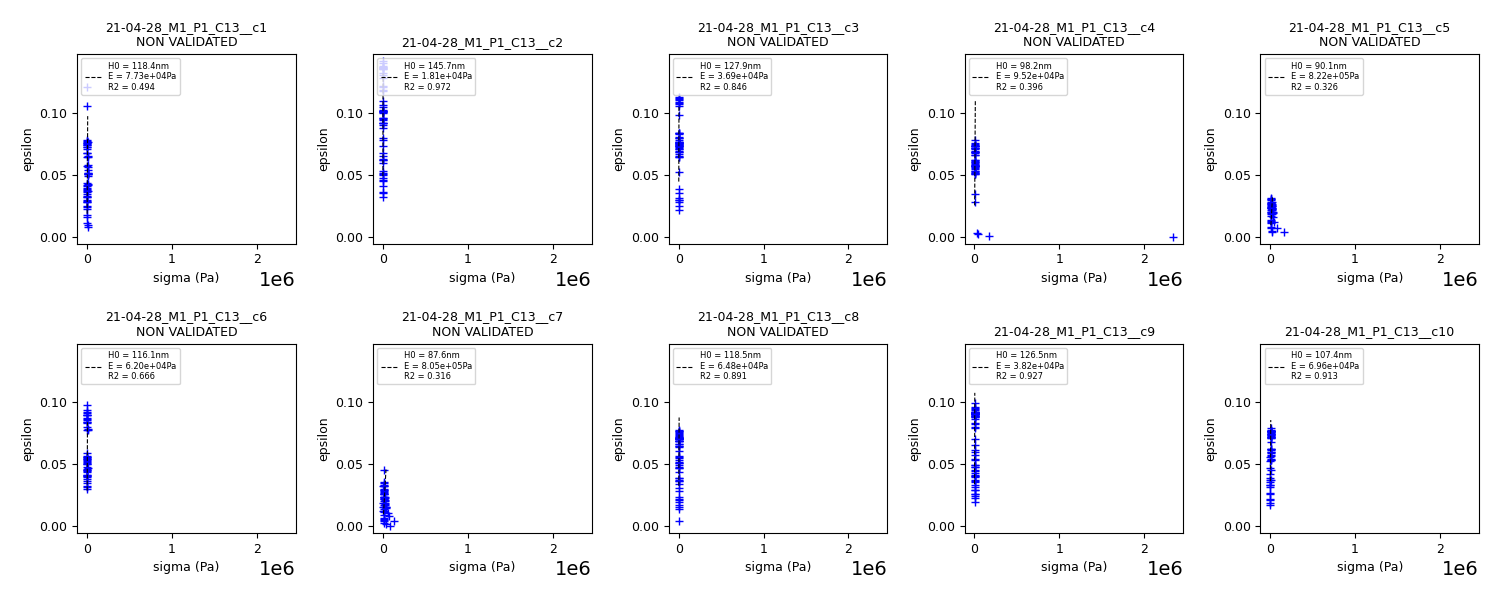 21-04-28_M1_P1_C13__c1
NON VALIDATED
H0 = 118.4nm
E = 7.73e+04Pa
R2 = 0.494
epsilon
0.10
0.05
0.00
0
1
2
sigma (Pa)
1e6
21-04-28_M1_P1_C13__c2
H0 = 145.7nm
E = 1.81e+04Pa
R2 = 0.972
epsilon
0.10
0.05
0.00
0
1
2
sigma (Pa)
1e6
21-04-28_M1_P1_C13__c3
NON VALIDATED
H0 = 127.9nm
E = 3.69e+04Pa
R2 = 0.846
epsilon
0.10
0.05
0.00
0
1
2
sigma (Pa)
1e6
21-04-28_M1_P1_C13__c4
NON VALIDATED
H0 = 98.2nm
E = 9.52e+04Pa
R2 = 0.396
epsilon
0.10
0.05
0.00
0
1
2
sigma (Pa)
1e6
21-04-28_M1_P1_C13__c5
NON VALIDATED
H0 = 90.1nm
E = 8.22e+05Pa
R2 = 0.326
epsilon
0.10
0.05
0.00
0
1
2
sigma (Pa)
1e6
21-04-28_M1_P1_C13__c6
NON VALIDATED
H0 = 116.1nm
E = 6.20e+04Pa
R2 = 0.666
epsilon
0.10
0.05
0.00
0
1
2
sigma (Pa)
1e6
21-04-28_M1_P1_C13__c7
NON VALIDATED
H0 = 87.6nm
E = 8.05e+05Pa
R2 = 0.316
epsilon
0.10
0.05
0.00
0
1
2
sigma (Pa)
1e6
21-04-28_M1_P1_C13__c8
NON VALIDATED
H0 = 118.5nm
E = 6.48e+04Pa
R2 = 0.891
epsilon
0.10
0.05
0.00
0
1
2
sigma (Pa)
1e6
21-04-28_M1_P1_C13__c9
H0 = 126.5nm
E = 3.82e+04Pa
R2 = 0.927
epsilon
0.10
0.05
0.00
0
1
2
sigma (Pa)
1e6
21-04-28_M1_P1_C13__c10
H0 = 107.4nm
E = 6.96e+04Pa
R2 = 0.913
epsilon
0.10
0.05
0.00
0
1
2
sigma (Pa)
1e6